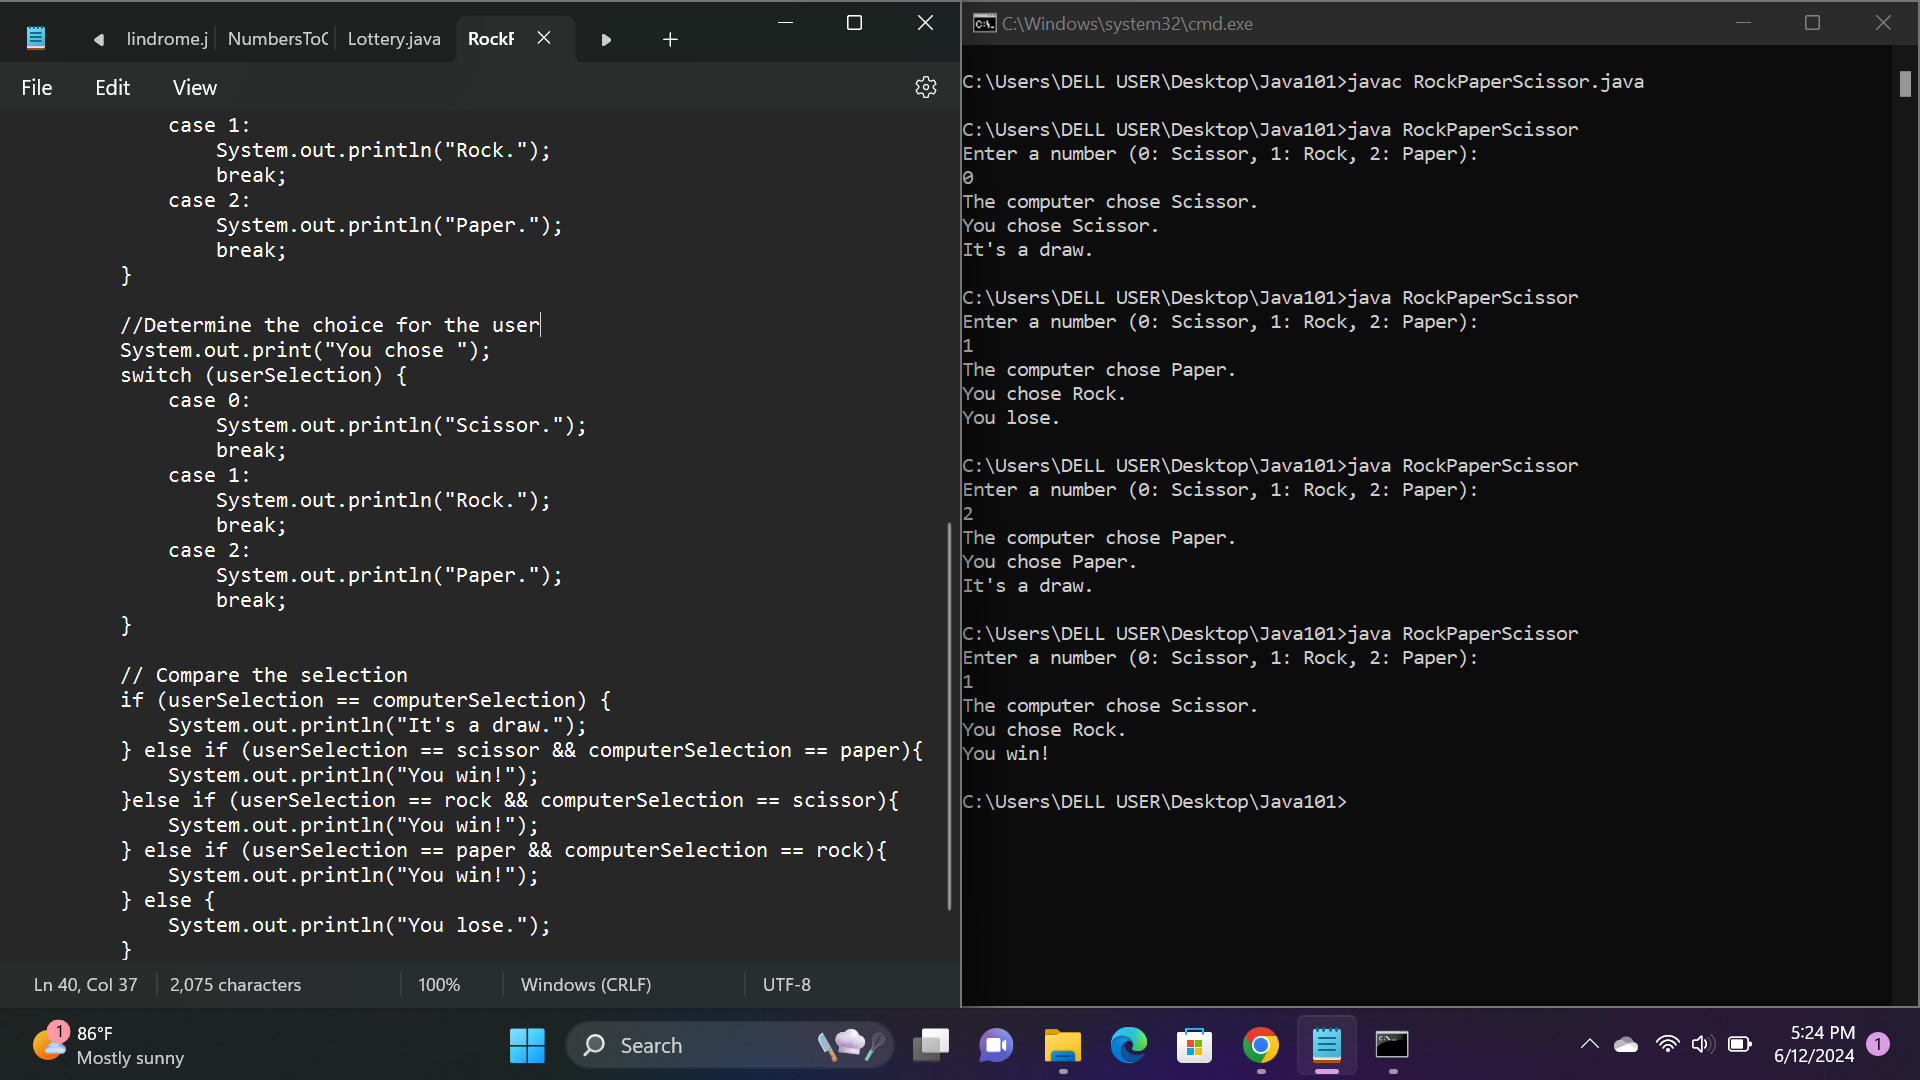 lindrome.j NumbersToC Lottery.java RockF
File Edit View
case 1:
System.out.println("Rock.");
break;
case 2:
System.out.println("Paper.");
break;
}
//Determine the choice for the user
System.out.print("You chose ");
switch (userSelection) {
case 0:
System.out.println("Scissor.");
break;
case 1:
System.out.println("Rock.");
break;
case 2:
System.out.println("Paper.");
break;
}
// Compare the selection
if (userSelection == computerSelection) {
System.out.println("It's a draw.");
} else if (userSelection == scissor && computerSelection == paper){
System.out.println("You win!");
}else if (userSelection == rock && computerSelection == scissor){
System.out.println("You win!");
} else if (userSelection == paper && computerSelection == rock){
System.out.println("You win!");
} else {
System.out.println("You lose.");
}
Ln 40, Col 37 2,075 characters 100% Windows (CRLF) UTF-8
C:\Windows\system32\cmd.exe
C:\Users\DELL USER\Desktop\Java101>javac RockPaperScissor.java
C:\Users\DELL USER\Desktop\Java101>java RockPaperScissor
Enter a number (0: Scissor, 1: Rock, 2: Paper):
0
The computer chose Scissor.
You chose Scissor.
It's a draw.
C:\Users\DELL USER\Desktop\Java101>java RockPaperScissor
Enter a number (0: Scissor, 1: Rock, 2: Paper):
1
The computer chose Paper.
You chose Rock.
You lose.
C:\Users\DELL USER\Desktop\Java101>java RockPaperScissor
Enter a number (0: Scissor, 1: Rock, 2: Paper):
2
The computer chose Paper.
You chose Paper.
It's a draw.
C:\Users\DELL USER\Desktop\Java101>java RockPaperScissor
Enter a number (0: Scissor, 1: Rock, 2: Paper):
1
The computer chose Scissor.
You chose Rock.
You win!
C:\Users\DELL USER\Desktop\Java101>
1
86°F
Mostly sunny
Search
5:24 PM
6/12/2024
1